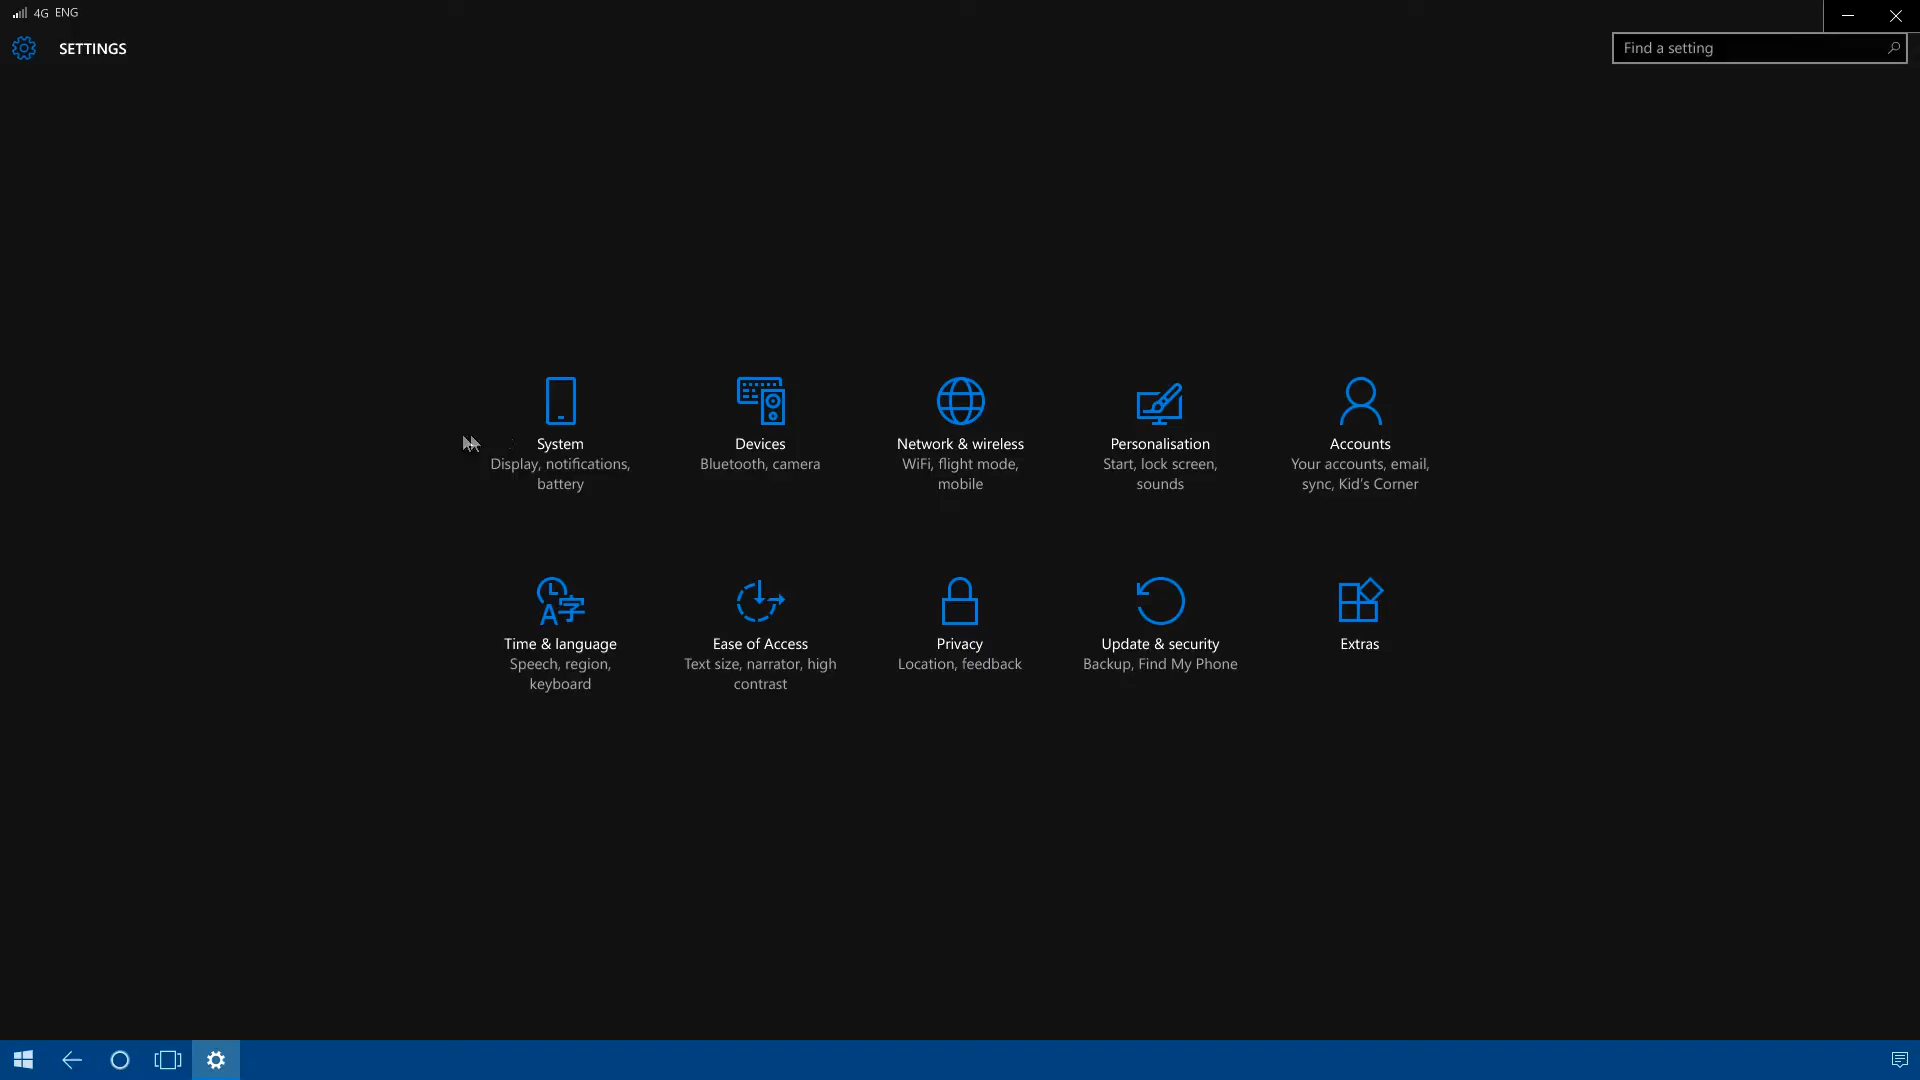 4G ENG
SETTINGS
Find a setting
System
Display, notifications,
battery
Devices
Bluetooth, camera
Network & wireless
WiFi, flight mode,
mobile
Personalisation
Start, lock screen,
sounds
Accounts
Your accounts, email,
sync, Kid's Corner
Time & language
Speech, region,
keyboard
Ease of Access
Text size, narrator, high
contrast
Privacy
Location, feedback
Update & security
Backup, Find My Phone
Extras